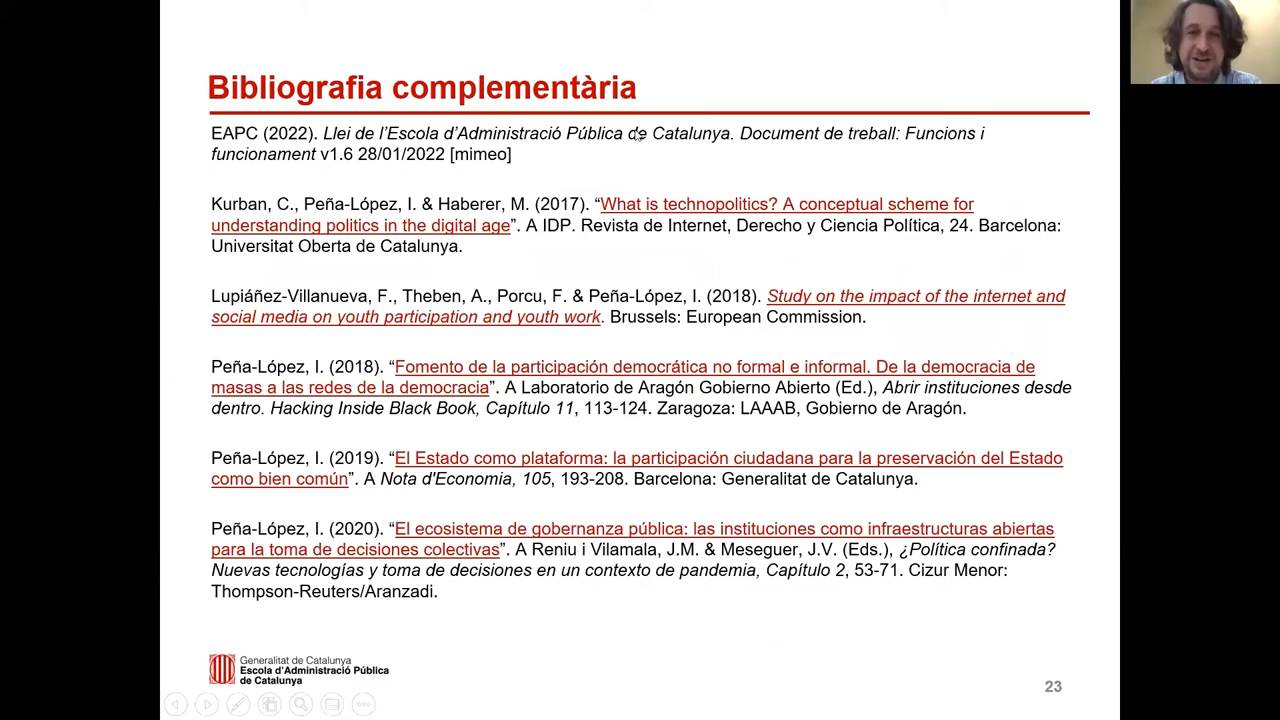 Bibliografia complementària
EAPC (2022). Llei de l'Escola d'Administració Pública de Catalunya. Document de treball: Funcions i
funcionament v1.6 28/01/2022 [mimeo]
Kurban, C., Peña-López, I. & Haberer, M. (2017). “What is technopolitics? A conceptual scheme for
understanding politics in the digital age”. A IDP. Revista de Internet, Derecho y Ciencia Política, 24. Barcelona:
Universitat Oberta de Catalunya.
Lupiáñez-Villanueva, F., Theben, A., Porcu, F. & Peña-López, I. (2018). Study on the impact of the internet and
social media on youth participation and youth work. Brussels: European Commission.
Peña-López, I. (2018). “Fomento de la participación democrática no formal e informal. De la democracia de
masas a las redes de la democracia”. A Laboratorio de Aragón Gobierno Abierto (Ed.), Abrir instituciones desde
dentro. Hacking Inside Black Book, Capítulo 11, 113-124. Zaragoza: LAAAB, Gobierno de Aragón.
Peña-López, I. (2019). “El Estado como plataforma: la participación ciudadana para la preservación del Estado
como bien común”. A Nota d'Economia, 105, 193-208. Barcelona: Generalitat de Catalunya.
Peña-López, I. (2020). “El ecosistema de gobernanza pública: las instituciones como infraestructuras abiertas
para la toma de decisiones colectivas”. A Reniu i Vilamala, J.M. & Meseguer, J.V. (Eds.), ¿Política confinada?
Nuevas tecnologías y toma de decisiones en un contexto de pandemia, Capítulo 2, 53-71. Cizur Menor:
Thompson-Reuters/Aranzadi.
Generalitat de Catalunya
Escola d'Administració Pública
de Catalunya
23